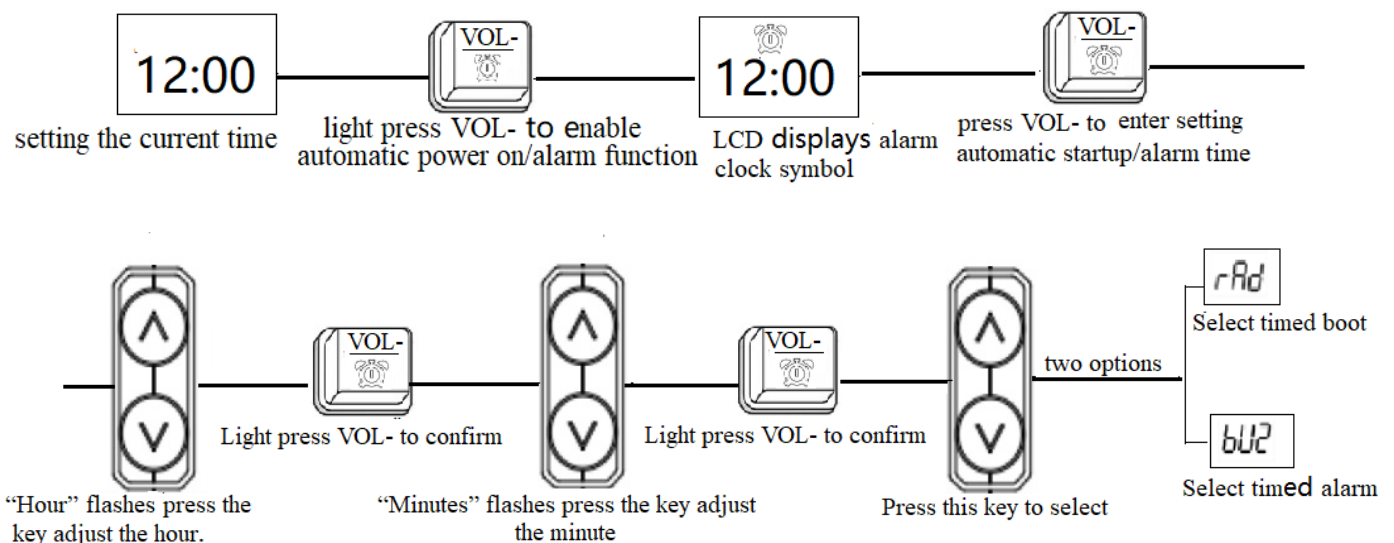 12:00
setting the current time
VOL-
light press VOL- to enable
automatic power on/alarm function
12:00
LCD displays alarm
clock symbol
VOL-
press VOL- to enter setting
automatic startup/alarm time
“Hour” flashes press the
key adjust the hour.
VOL-
Light press VOL- to confirm
“Minutes” flashes press the key adjust
the minute
VOL-
Light press VOL- to confirm
Press this key to select
two options
rAd
Select timed boot
bUZ
Select timed alarm